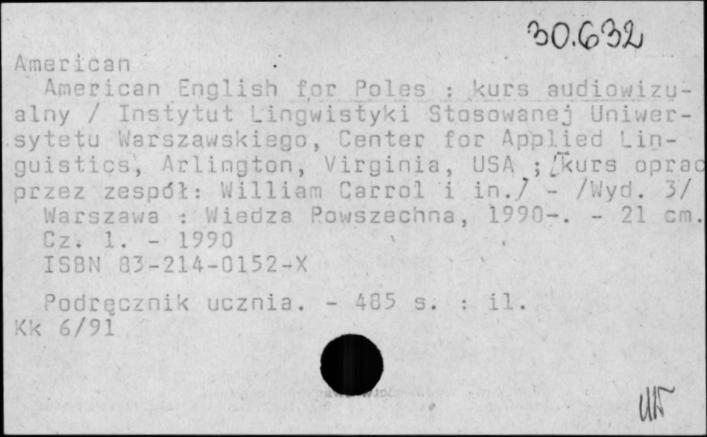 30.632
American
American English for Poles : kurs audiowizu-
alny / Instytut Lingwistyki Stosowanej Uniwer-
sytetu Warszawskiego, Center for Applied Lin-
guistics, Arlington, Virginia, USA ; /kurs oprac
przez zespół: William Carrol i in./ - /Wyd. 3/
Warszawa : Wiedza Powszechna, 1990-. - 21 cm.
Cz. 1. - 1990
ISBN 83-214-0152-X
Podręcznik ucznia. - 485 s. : il.
Kk 6/91